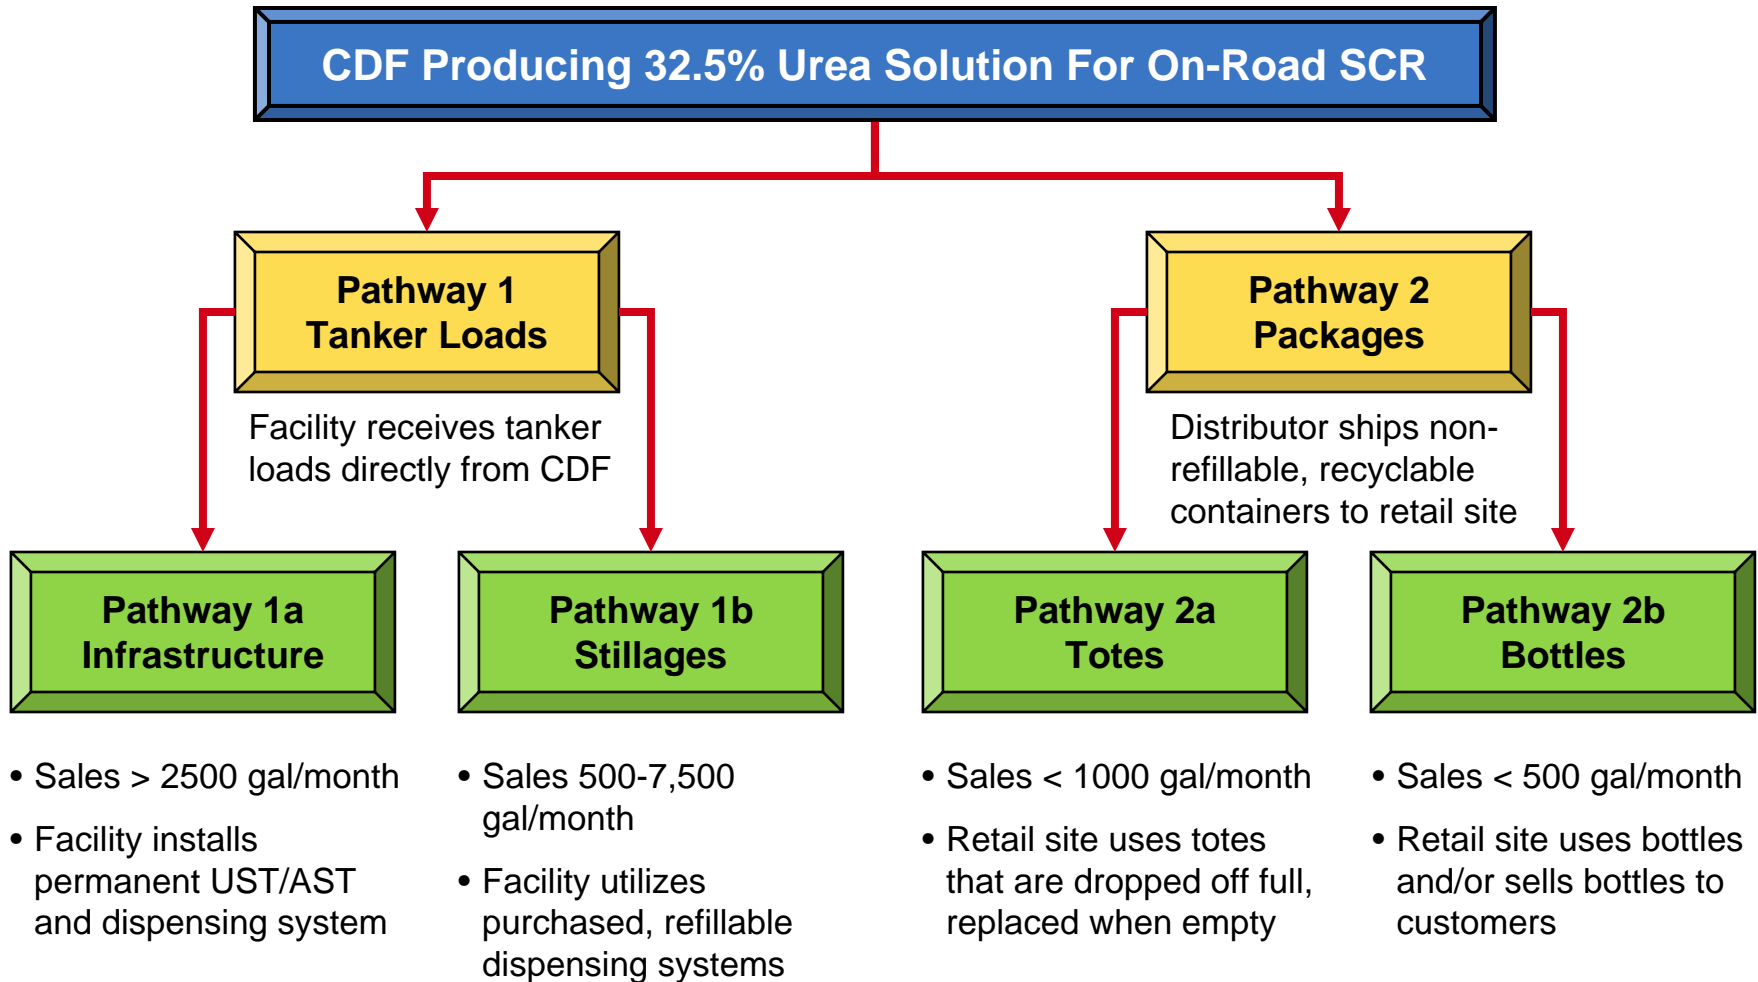 CDF Producing 32.5% Urea Solution For On-Road SCR
Pathway 1
Tanker Loads
Pathway 2
Packages
Facility receives tanker
loads directly from CDF
Distributor ships non-
refillable, recyclable
containers to retail site
Pathway 1a
Infrastructure
Pathway 1b
Stillages
Pathway 2a
Totes
Pathway 2b
Bottles
• Sales > 2500 gal/month
• Facility installs
permanent UST/AST
and dispensing system
• Sales 500-7,500
gal/month
• Facility utilizes
purchased, refillable
dispensing systems
• Sales < 1000 gal/month
• Retail site uses totes
that are dropped off full,
replaced when empty
• Sales < 500 gal/month
• Retail site uses bottles
and/or sells bottles to
customers